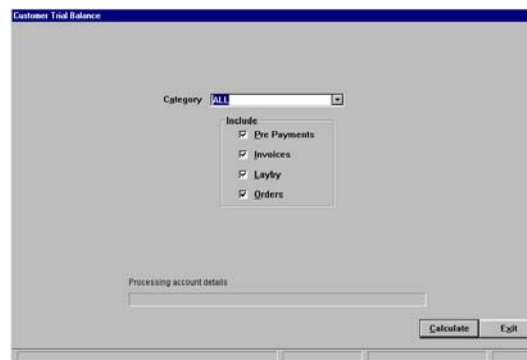 Customer Trial Balance
Category ALL
Include
Pre Payments
Invoices
Layby
Orders
Processing account details
Calculate Exit